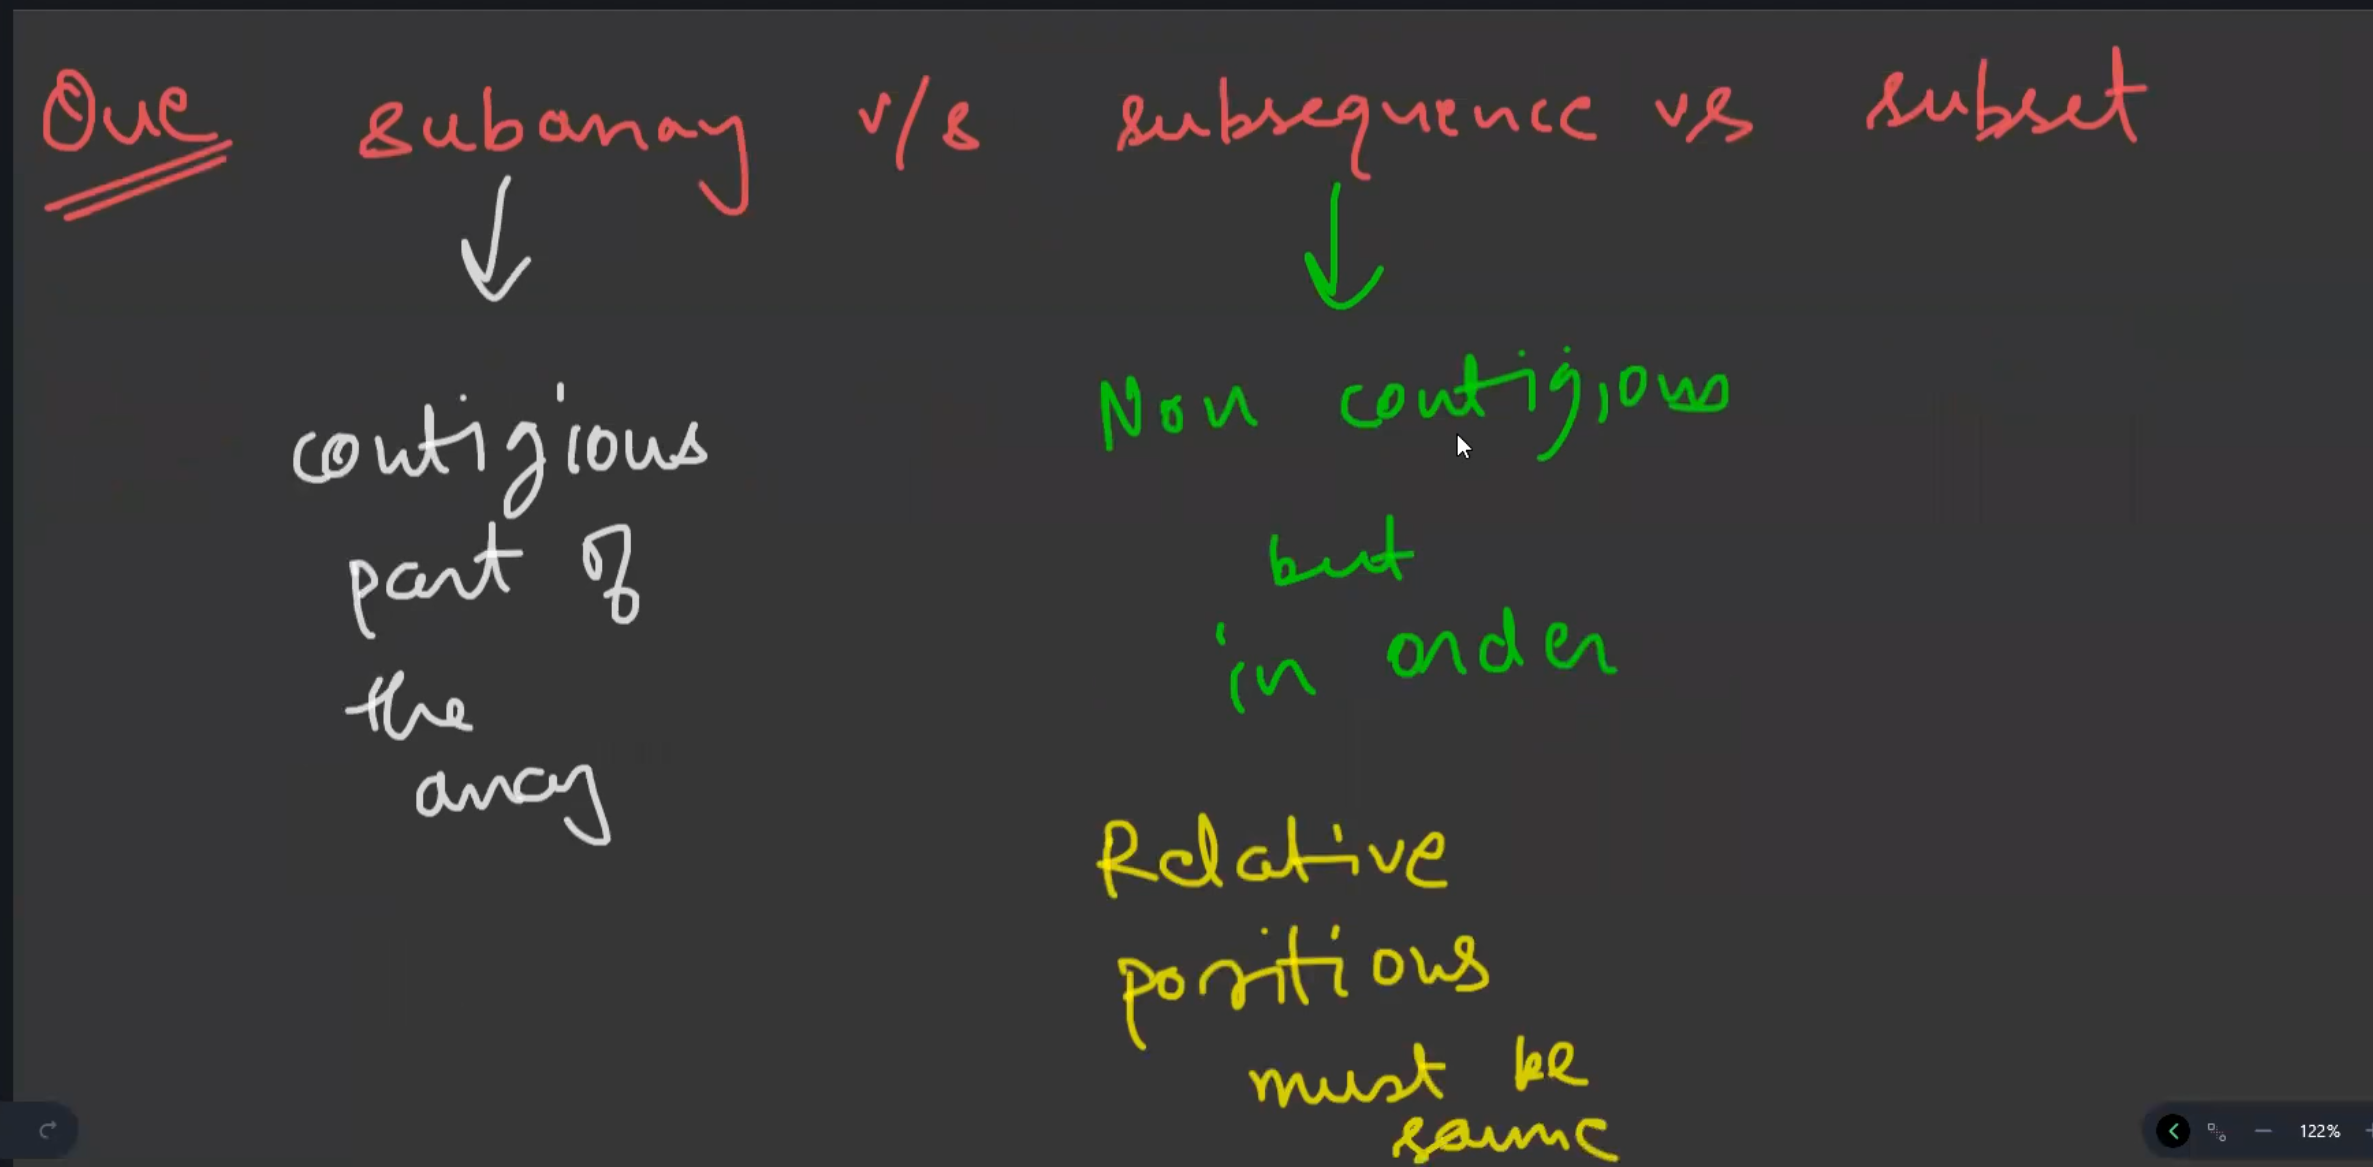 Que subarray v/s subsequence vs subset
contigious
part of
the
array
Non contigious
but
in order
Relative
positions
must be
same
122%